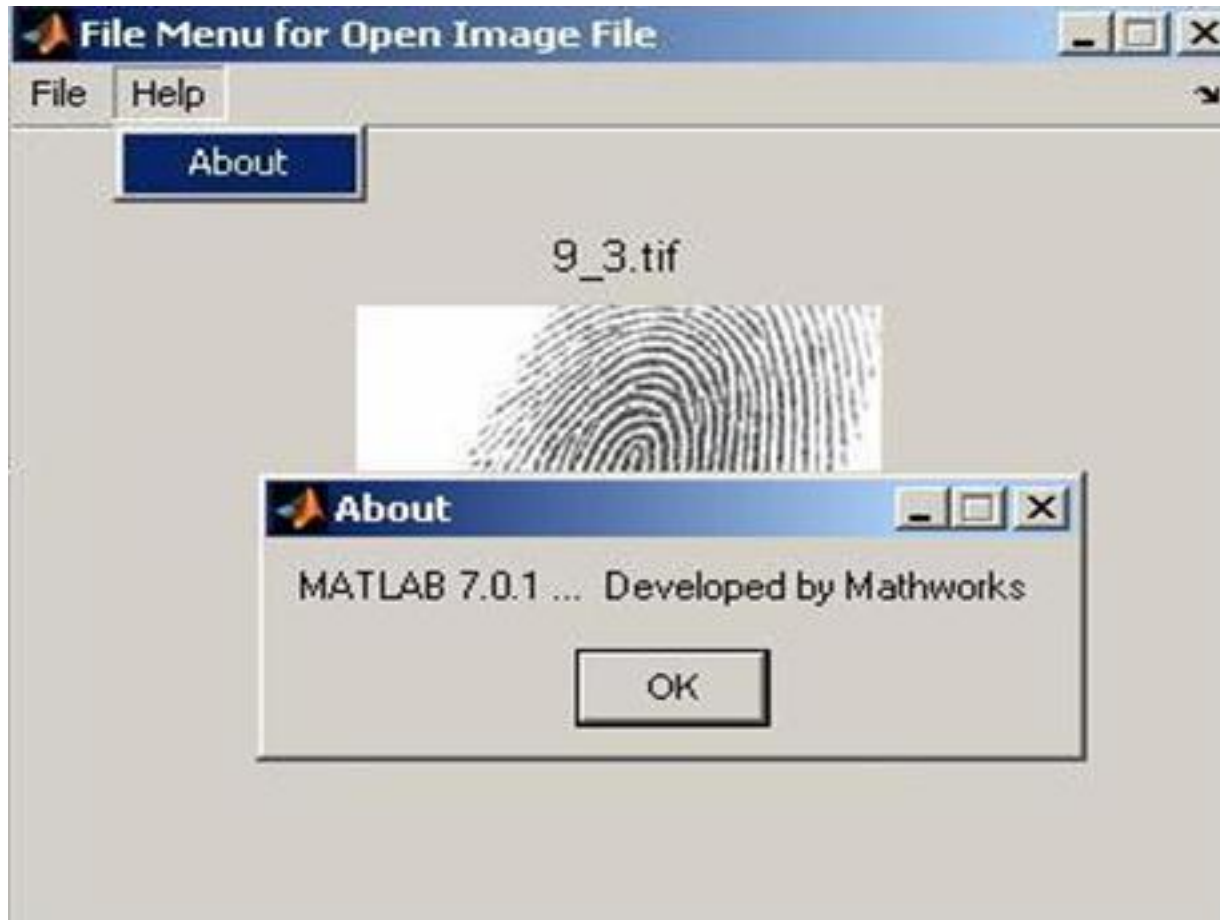 File Menu for Open Image File
File Help
About
9_3.tif
About
MATLAB 7.0.1 ... Developed by Mathworks
OK